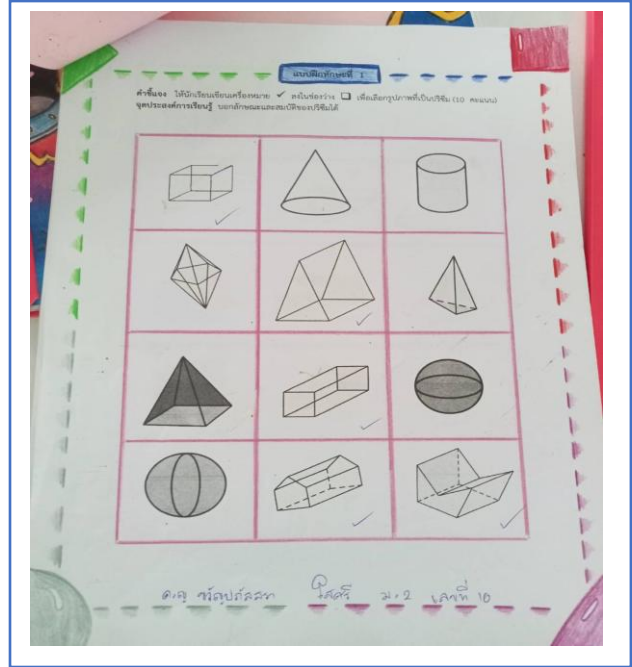 แบบฝึกทักษะที่ 1
คำชี้แจง ให้นักเรียนเขียนเครื่องหมาย ✓ ลงในช่องว่าง ❑ เพื่อเลือกรูปภาพที่เป็นปริซึม (10 คะแนน)
จุดประสงค์การเรียนรู้ บอกลักษณะและสมบัติของปริซึมได้
ม.2 เลขที่ 10